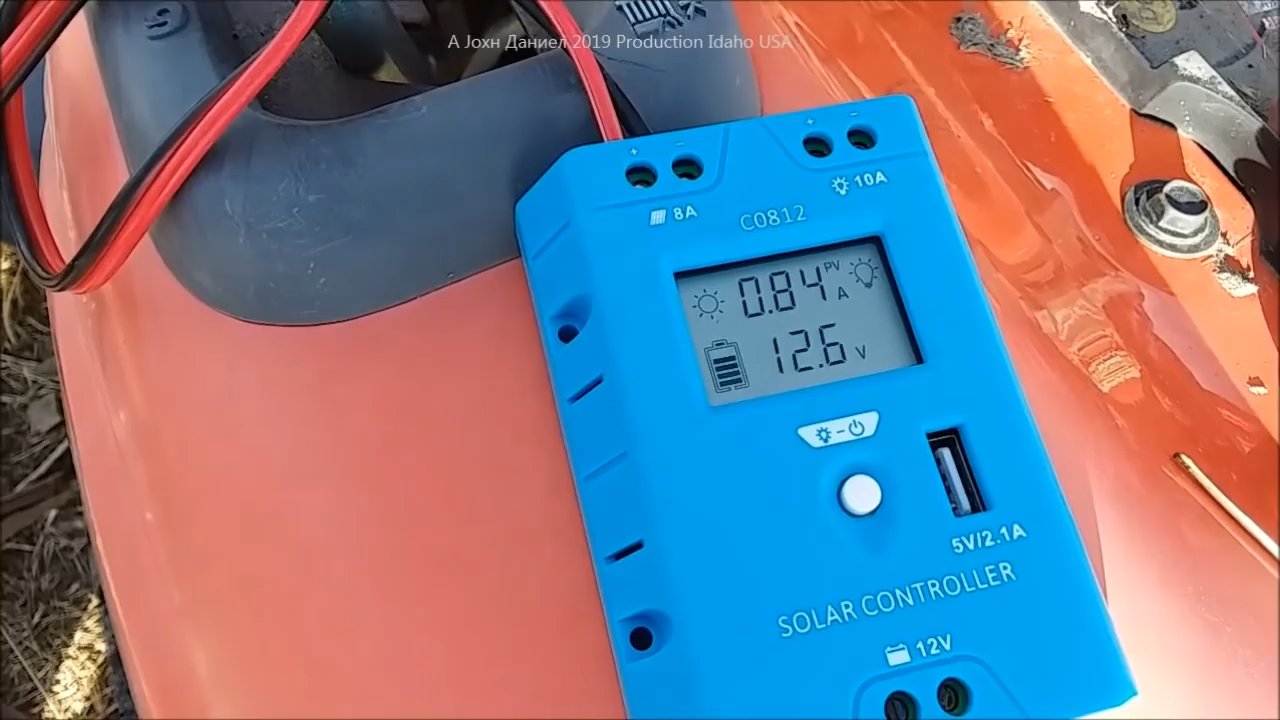 А Јохн Даниел 2019 Production Idaho USA
+ -
+ -
8A
10A
C0812
0.84 PV A
12.6 V
5V/2.1A
SOLAR CONTROLLER
12V